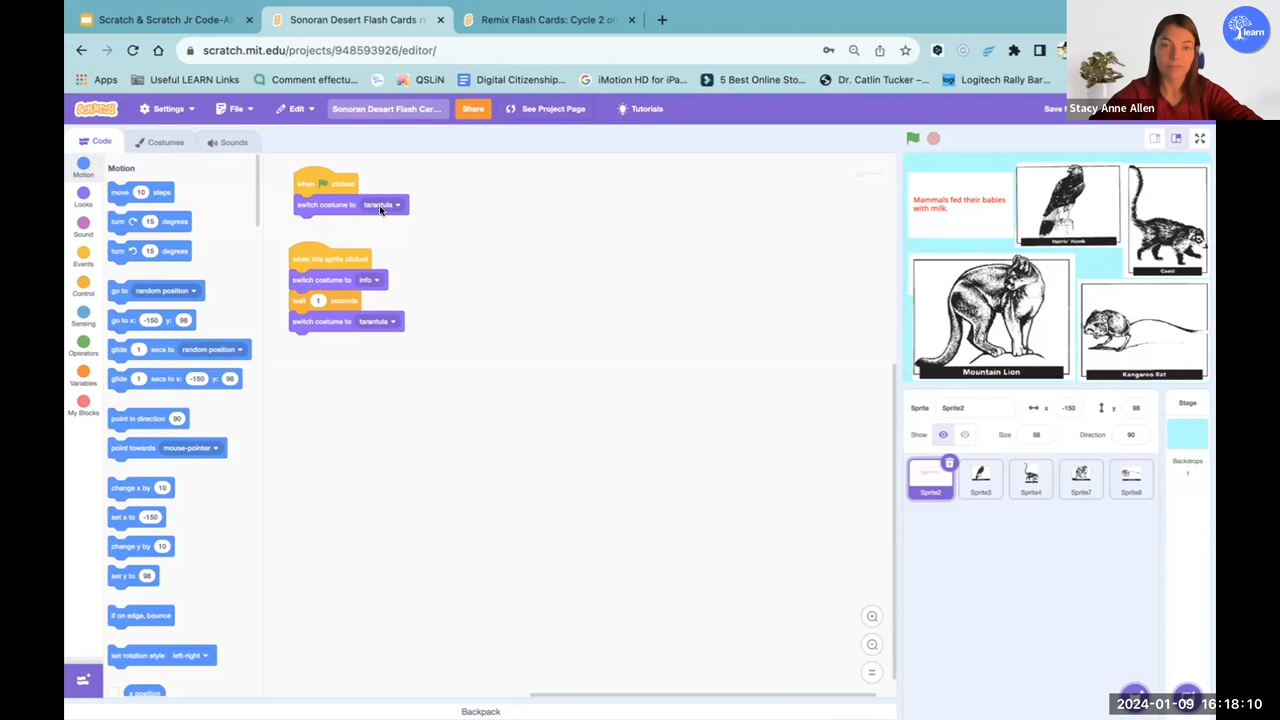 Scratch & Scratch Jr Code-Al
Sonoran Desert Flash Cards re
Remix Flash Cards: Cycle 2 on
scratch.mit.edu/projects/948593926/editor/
Apps
Useful LEARN Links
Comment effectu...
QSLiN
Digital Citizenship...
iMotion HD for iPa...
5 Best Online Sto...
Dr. Catlin Tucker –...
Logitech Rally Bar...
learn
Stacy Anne Allen
SCRATCH
Settings
File
Edit
Sonoran Desert Flash Car...
Share
See Project Page
Tutorials
Code
Costumes
Sounds
Motion
Looks
Sound
Events
Control
Sensing
Operators
Variables
My Blocks
Motion
move 10 steps
turn 15 degrees
turn 15 degrees
go to random position
go to x: -150 y: 98
glide 1 secs to random position
glide 1 secs to x: -150 y: 98
point in direction 90
point towards mouse-pointer
change x by 10
set x to -150
change y by 10
set y to 98
if on edge, bounce
set rotation style left-right
x position
when clicked
switch costume to tarantula
when this sprite clicked
switch costume to info
wait 1 seconds
switch costume to tarantula
Mammals fed their babies
with milk.
Harris' Hawk
Coati
Mountain Lion
Kangaroo Rat
Sprite Sprite2 x -150 y 98
Show Size 58 Direction 90
Sprite2
Sprite3
Sprite4
Sprite7
Sprite8
Stage
Backdrops
1
Backpack
2024-01-09 16:18:10